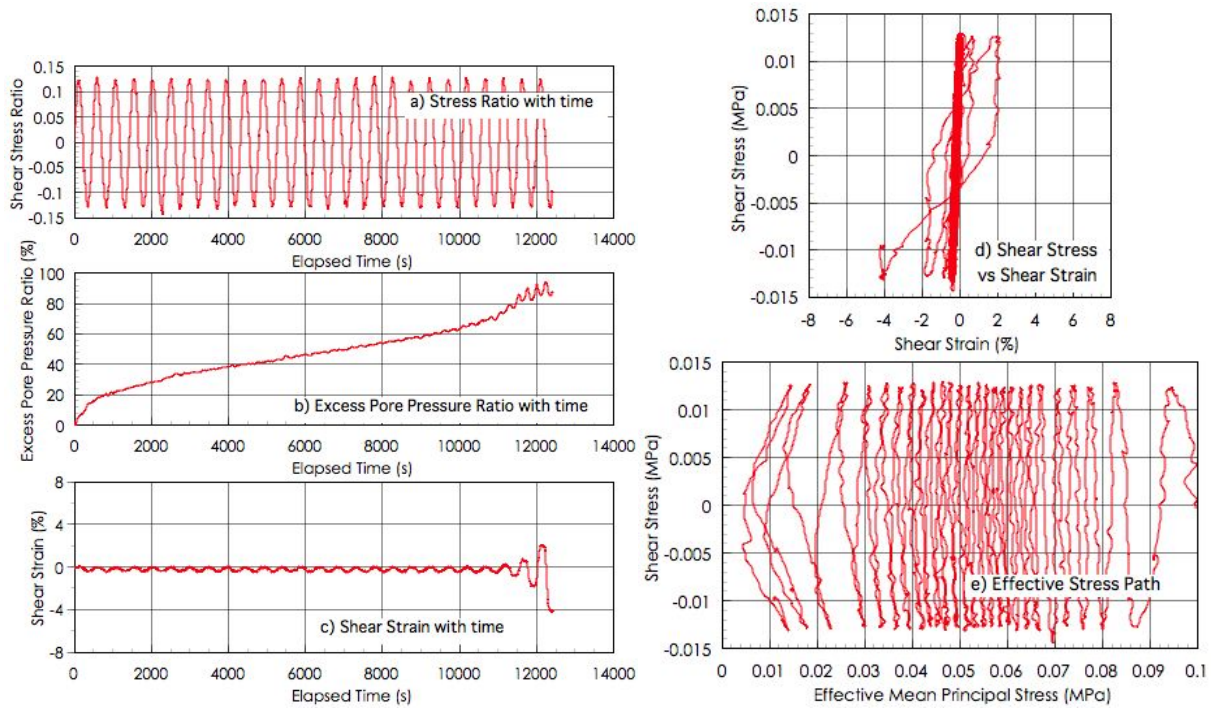 0.15
0.1
0.05
0
-0.05
-0.1
-0.15
Shear Stress Ratio
a) Stress Ratio with time
0 2000 4000 6000 8000 10000 12000 14000
Elapsed Time (s)
100
80
60
40
20
0
Excess Pore Pressure Ratio (%)
b) Excess Pore Pressure Ratio with time
0 2000 4000 6000 8000 10000 12000 14000
Elapsed Time (s)
8
4
0
-4
-8
Shear Strain (%)
c) Shear Strain with time
0 2000 4000 6000 8000 10000 12000 14000
Elapsed Time (s)
0.015
0.01
0.005
0
-0.005
-0.01
-0.015
Shear Stress (MPa)
d) Shear Stress
vs Shear Strain
-8 -6 -4 -2 0 2 4 6 8
Shear Strain (%)
0.015
0.01
0.005
0
-0.005
-0.01
-0.015
Shear Stress (MPa)
e) Effective Stress Path
0 0.01 0.02 0.03 0.04 0.05 0.06 0.07 0.08 0.09 0.1
Effective Mean Principal Stress (MPa)